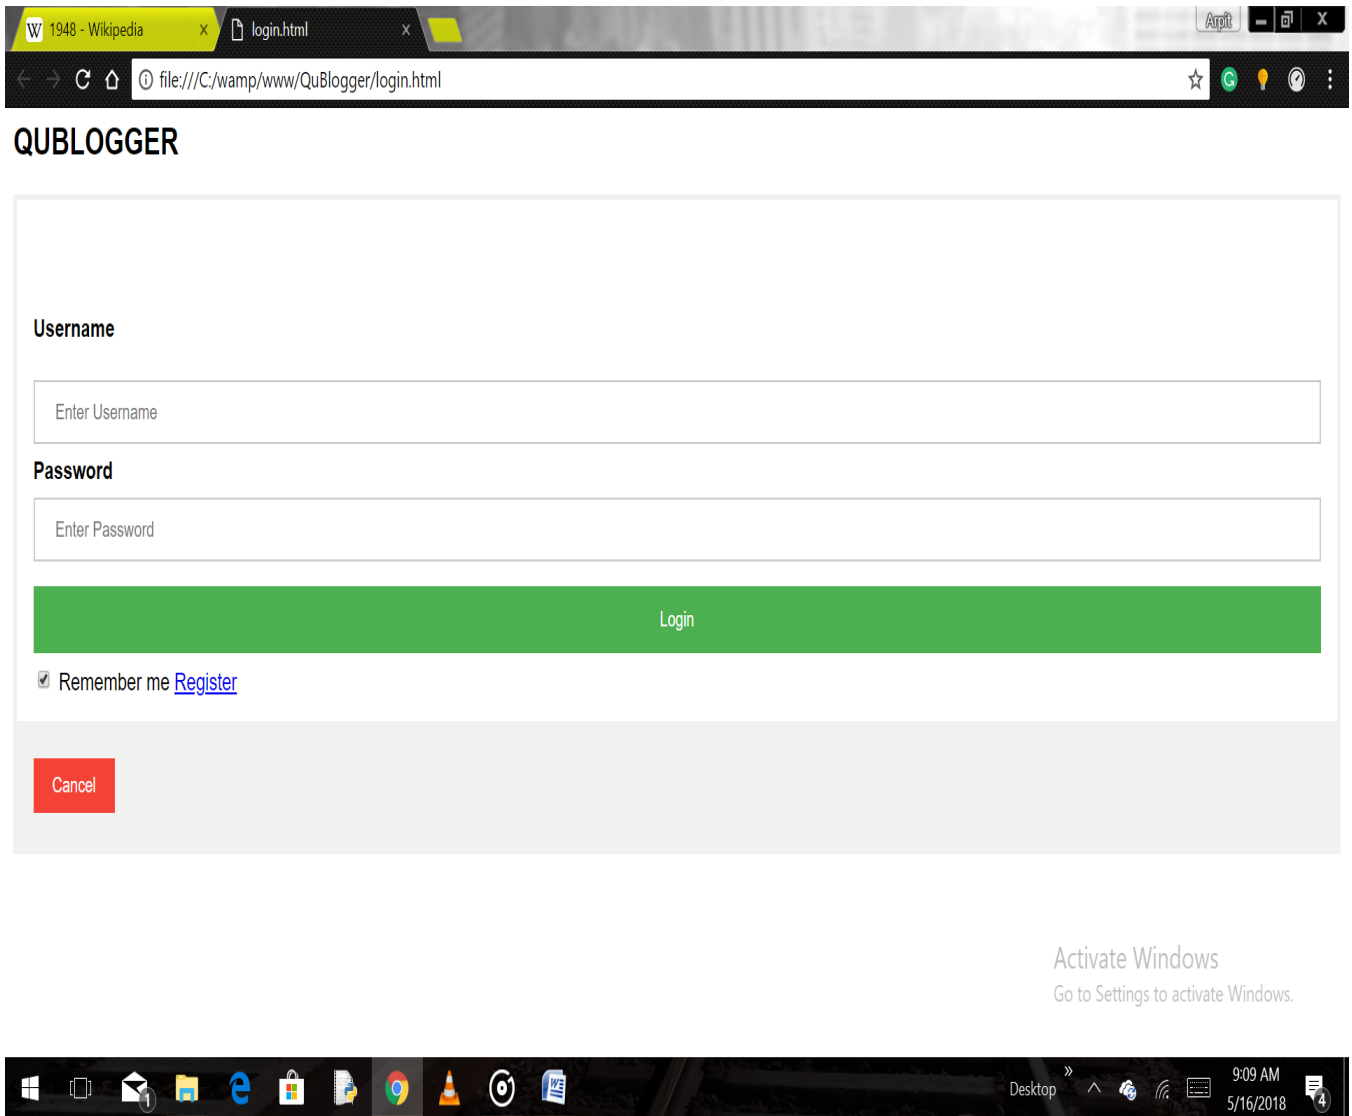 1948 - Wikipedia
login.html
Arpit
file:///C:/wamp/www/QuBlogger/login.html
QUBLOGGER
Username
Enter Username
Password
Enter Password
Login
Remember me Register
Cancel
Activate Windows
Go to Settings to activate Windows.
Desktop
9:09 AM
5/16/2018
1
4